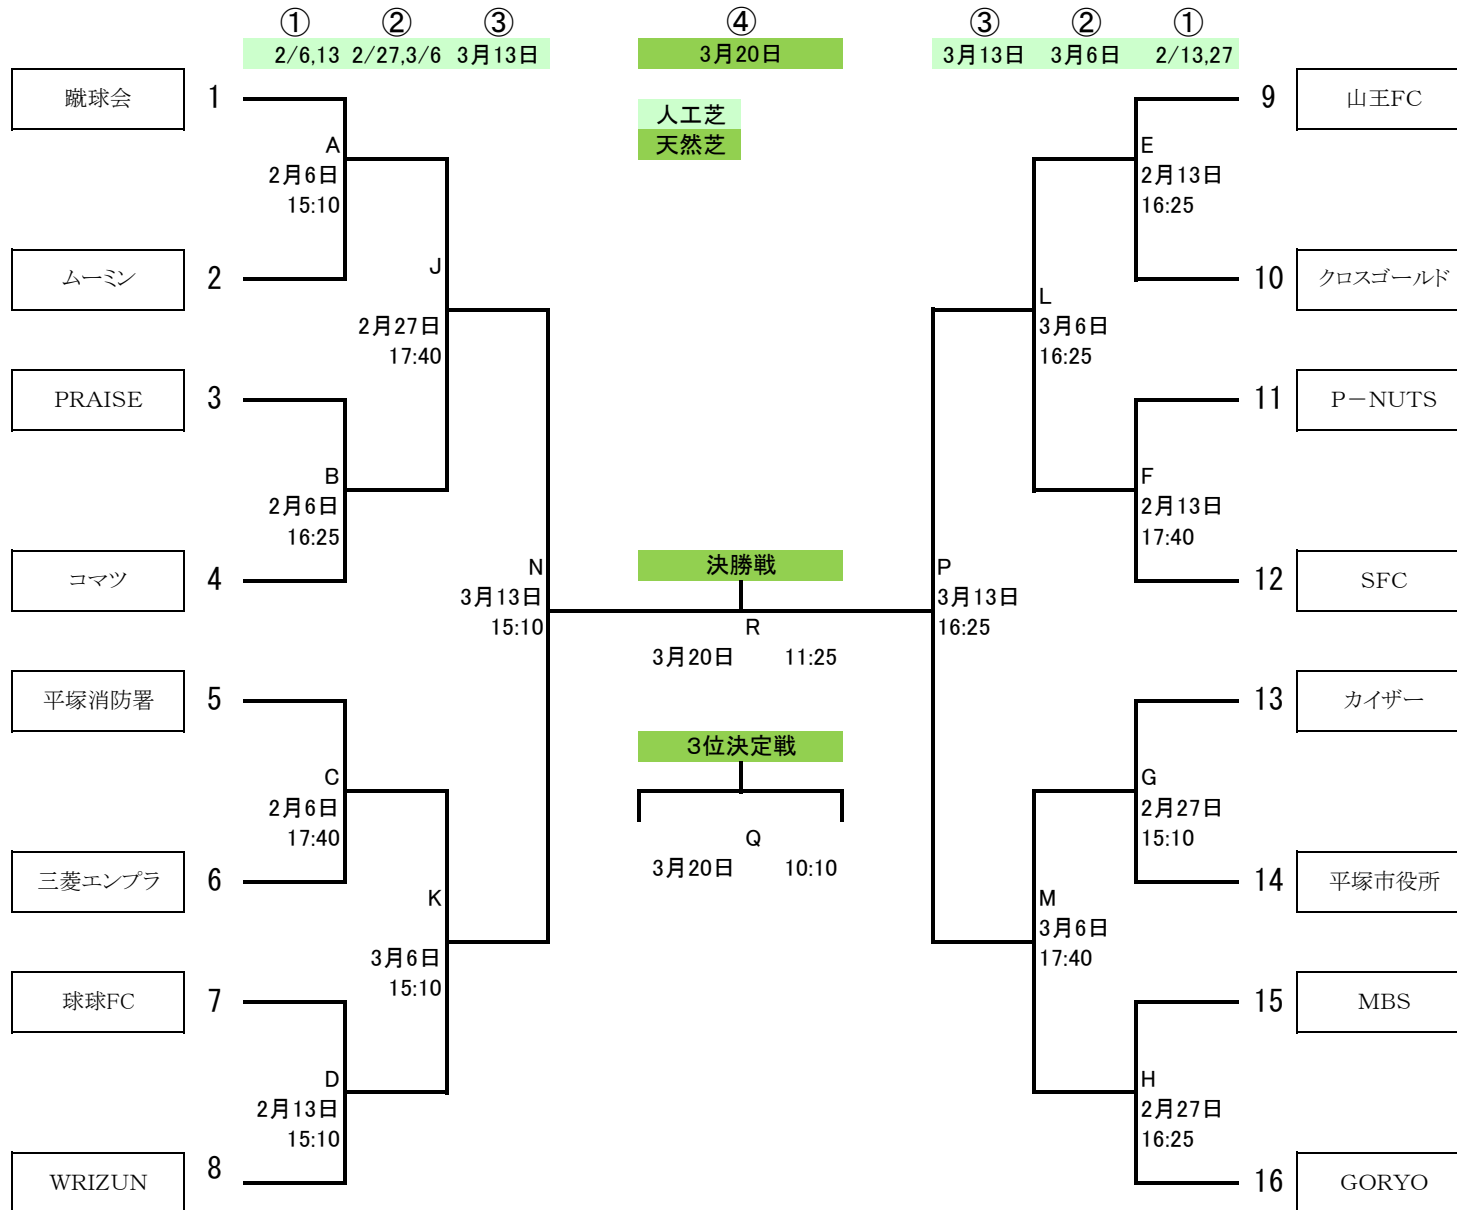 ① ② ③ ④ ③ ② ①
2/6,13 2/27,3/6 3月13日 3月20日 3月13日 3月6日 2/13,27
人工芝
天然芝
蹴球会 1
A
2月6日
15:10
ムーミン 2
J
2月27日
17:40
PRAISE 3
B
2月6日
16:25
コマツ 4
N
3月13日
15:10
平塚消防署 5
C
2月6日
17:40
三菱エンプラ 6
K
3月6日
15:10
球球FC 7
D
2月13日
15:10
WRIZUN 8
決勝戦
R
3月20日 11:25
3位決定戦
Q
3月20日 10:10
9 山王FC
E
2月13日
16:25
10 クロスゴールド
L
3月6日
16:25
11 P-NUTS
F
2月13日
17:40
12 SFC
P
3月13日
16:25
13 カイザー
G
2月27日
15:10
14 平塚市役所
M
3月6日
17:40
15 MBS
H
2月27日
16:25
16 GORYO